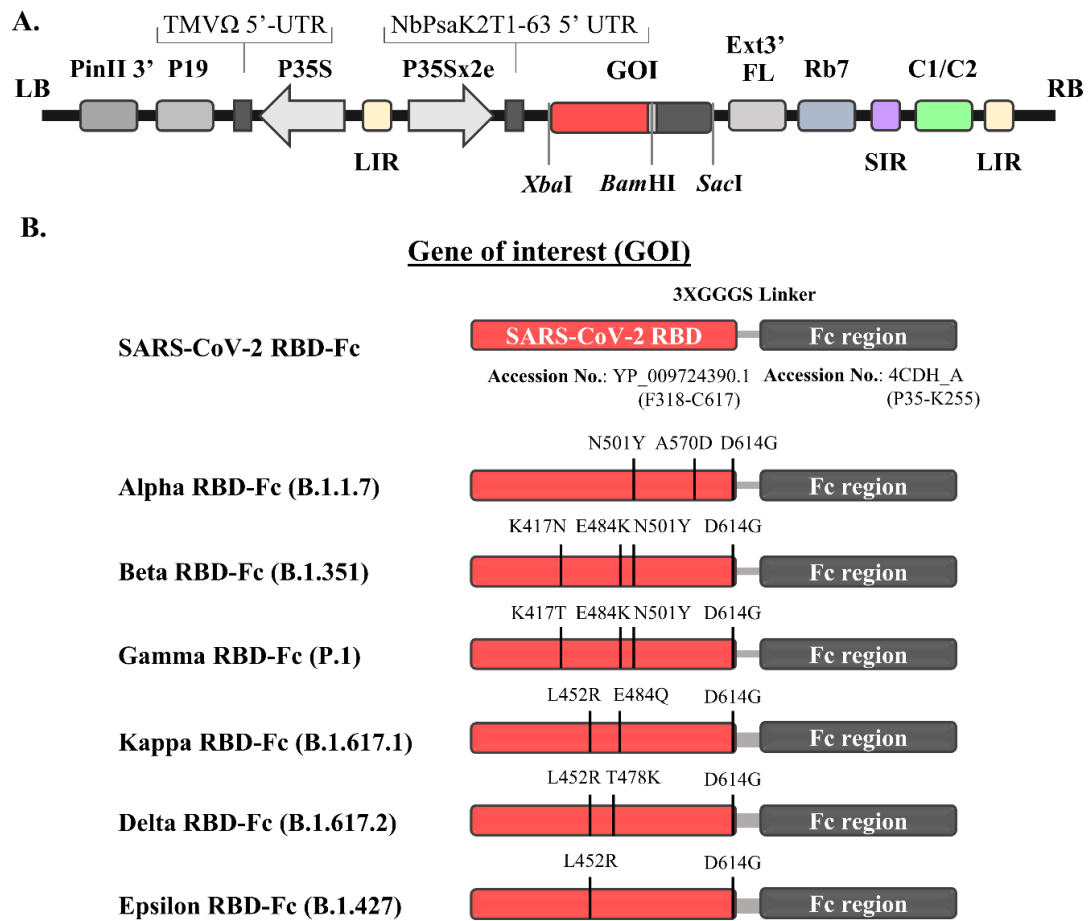 A.
TMVΩ 5’-UTR
NbPsaK2T1-63 5’ UTR
PinII 3’ P19 P35S P35Sx2e GOI Ext3’ FL Rb7 C1/C2
LB RB
LIR SIR LIR
XbaI BamHI SacI
B.
Gene of interest (GOI)
3XGGGS Linker
SARS-CoV-2 RBD-Fc SARS-CoV-2 RBD Fc region
Accession No.: YP_009724390.1 Accession No.: 4CDH_A
(F318-C617) (P35-K255)
N501Y A570D D614G
Alpha RBD-Fc (B.1.1.7) Fc region
K417N E484K N501Y D614G
Beta RBD-Fc (B.1.351) Fc region
K417T E484K N501Y D614G
Gamma RBD-Fc (P.1) Fc region
L452R E484Q D614G
Kappa RBD-Fc (B.1.617.1) Fc region
L452R T478K D614G
Delta RBD-Fc (B.1.617.2) Fc region
L452R D614G
Epsilon RBD-Fc (B.1.427) Fc region